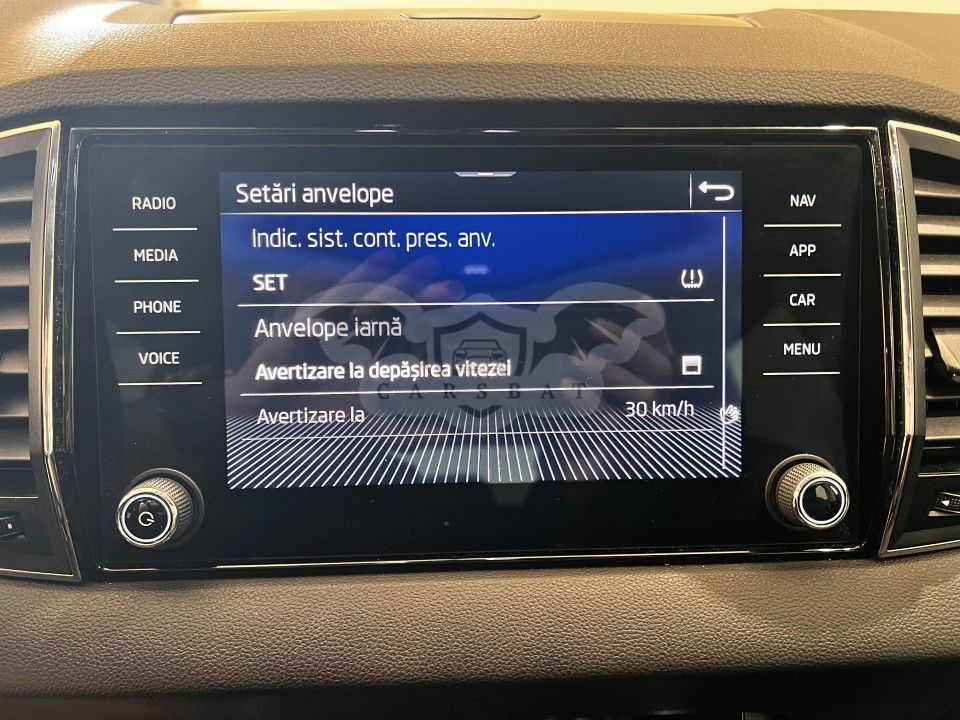 RADIO
MEDIA
PHONE
VOICE
Setări anvelope
Indic. sist. cont. pres. anv.
SET
Anvelope iarnă
Avertizare la depășirea vitezei
CARSBAT
Avertizare la 30 km/h
NAV
APP
CAR
MENU